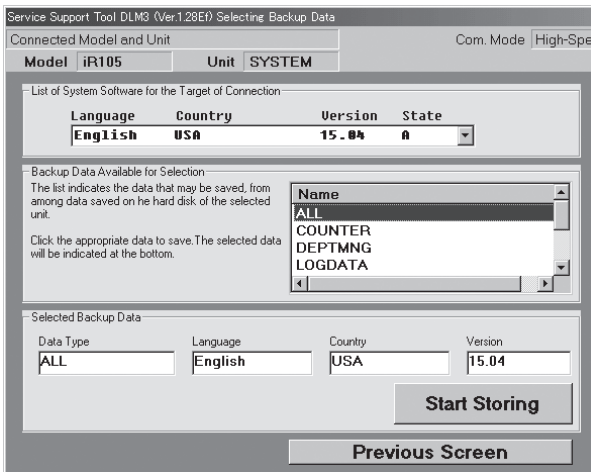 Service Support Tool DLM3 (Ver.1.28Ef) Selecting Backup Data
Connected Model and Unit
Com. Mode High-Spe
Model iR105 Unit SYSTEM
List of System Software for the Target of Connection
Language Country Version State
English USA 15.04 A
Backup Data Available for Selection
The list indicates the data that may be saved, from
among data saved on he hard disk of the selected
unit.
Click the appropriate data to save.The selected data
will be indicated at the bottom.
Name
ALL
COUNTER
DEPTMNG
LOGDATA
Selected Backup Data
Data Type Language Country Version
ALL English USA 15.04
Start Storing
Previous Screen